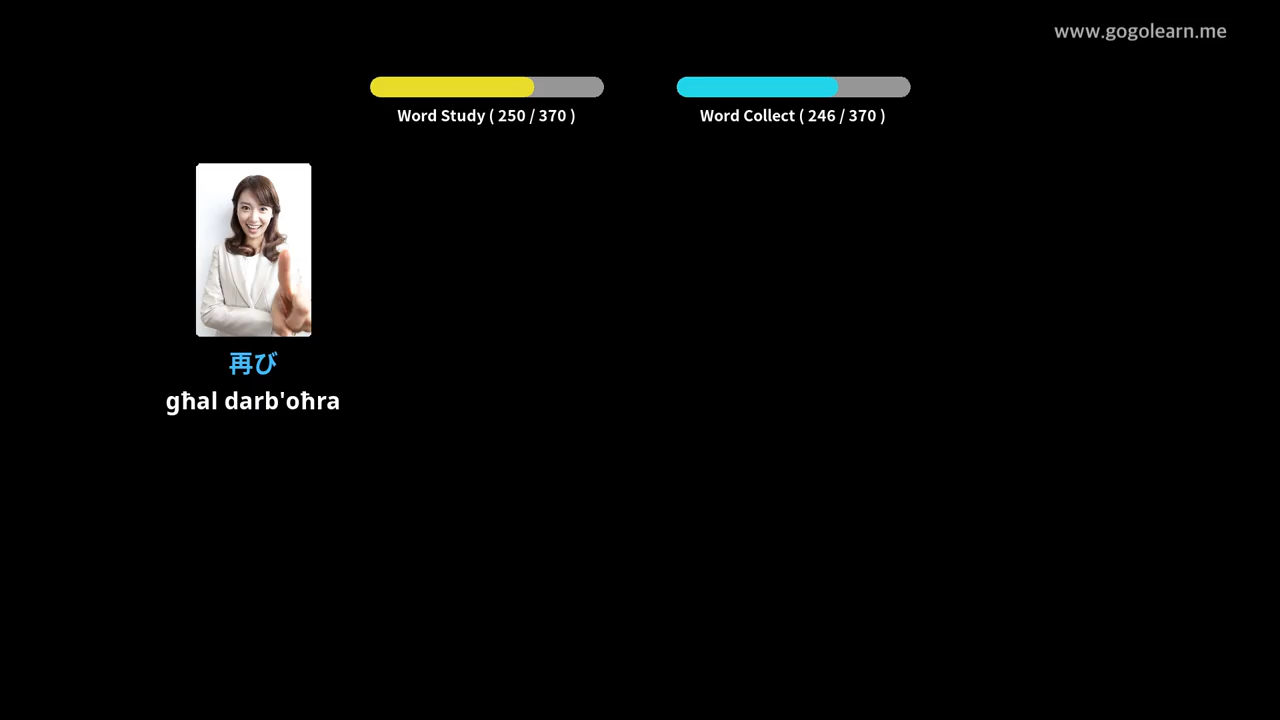 www.gogolearn.me
Word Study ( 250 / 370 )
Word Collect ( 246 / 370 )
再び
għal darb'oħra